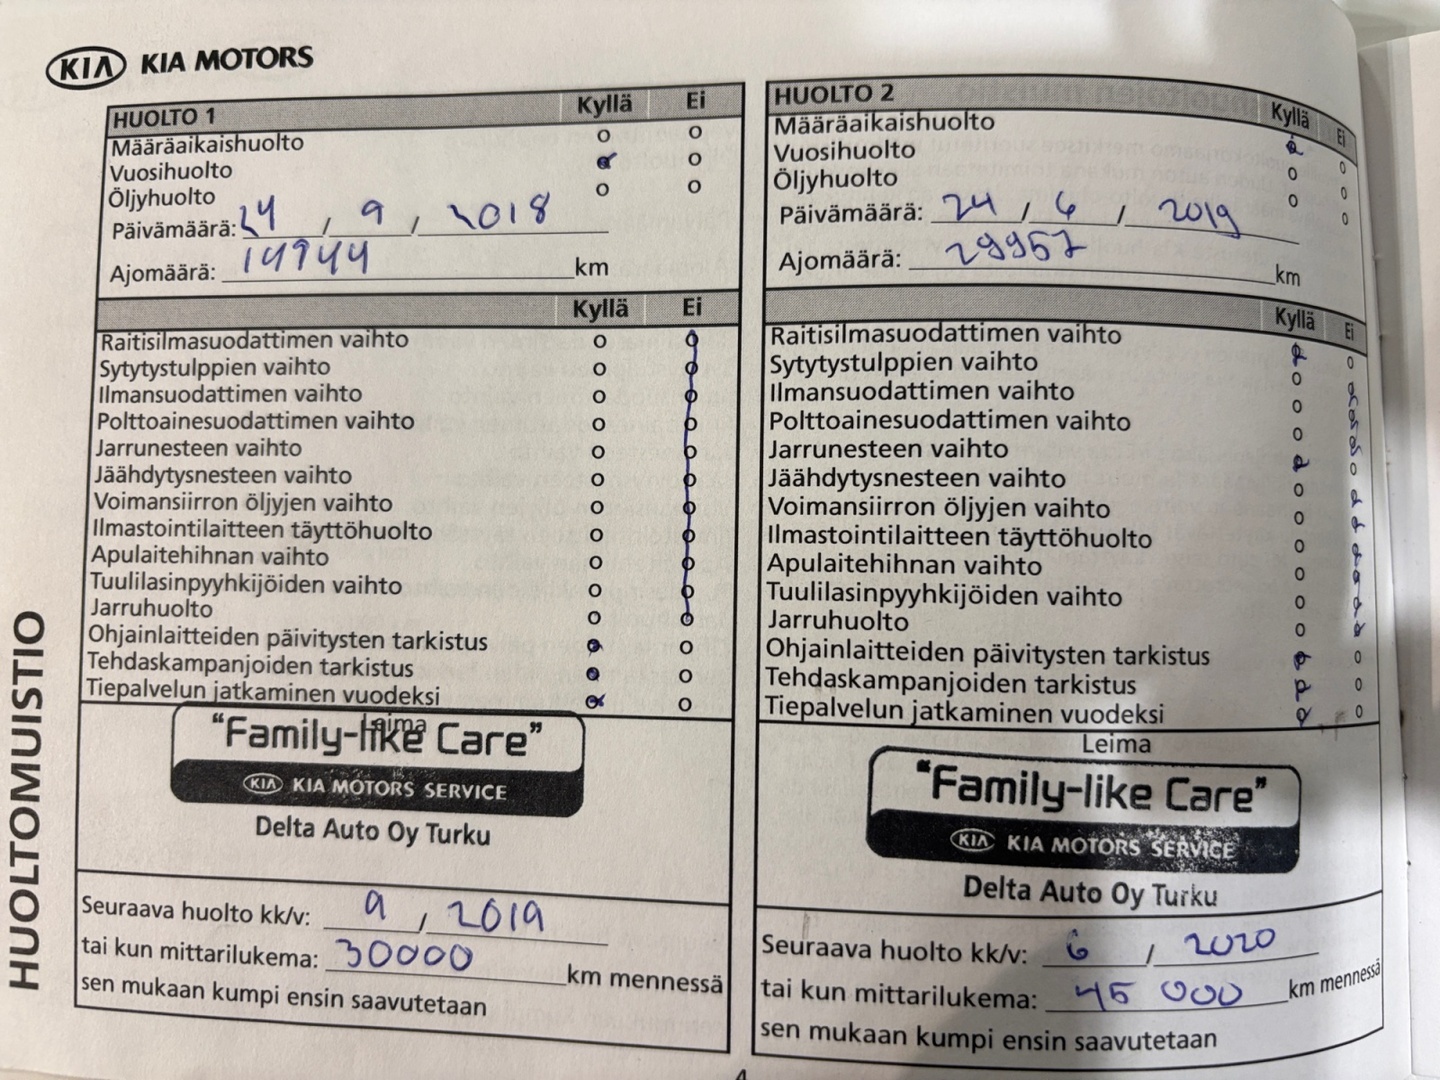 KIA KIA MOTORS
HUOLTO 1 Kyllä Ei
Määräaikaishuolto o o
Vuosihuolto o
Öljyhuolto o o
Päivämäärä: 24 / 9 / 2018
Ajomäärä: 14944 km
Kyllä Ei
Raitisilmasuodattimen vaihto
Sytytystulppien vaihto
Ilmansuodattimen vaihto
Polttoainesuodattimen vaihto
Jarrunesteen vaihto
Jäähdytysnesteen vaihto
Voimansiirron öljyjen vaihto
Ilmastointilaitteen täyttöhuolto
Apulaitehihnan vaihto
Tuulilasinpyyhkijöiden vaihto
Jarruhuolto
Ohjainlaitteiden päivitysten tarkistus
Tehdaskampanjoiden tarkistus
Tiepalvelun jatkaminen vuodeksi
Leima
"Family-like Care"
KIA KIA MOTORS SERVICE
Delta Auto Oy Turku
Seuraava huolto kk/v: 9 / 2019
tai kun mittarilukema: 30000 km mennessä
sen mukaan kumpi ensin saavutetaan
HUOLTO 2 Kyllä Ei
Määräaikaishuolto
Vuosihuolto
Öljyhuolto
Päivämäärä: 24 / 6 / 2019
Ajomäärä: 29957 km
Kyllä Ei
Raitisilmasuodattimen vaihto
Sytytystulppien vaihto
Ilmansuodattimen vaihto
Polttoainesuodattimen vaihto
Jarrunesteen vaihto
Jäähdytysnesteen vaihto
Voimansiirron öljyjen vaihto
Ilmastointilaitteen täyttöhuolto
Apulaitehihnan vaihto
Tuulilasinpyyhkijöiden vaihto
Jarruhuolto
Ohjainlaitteiden päivitysten tarkistus
Tehdaskampanjoiden tarkistus
Tiepalvelun jatkaminen vuodeksi
Leima
"Family-like Care"
KIA KIA MOTORS SERVICE
Delta Auto Oy Turku
Seuraava huolto kk/v: 6 / 2020
tai kun mittarilukema: 45 000 km mennessä
sen mukaan kumpi ensin saavutetaan
HUOLTOMUISTIO
4